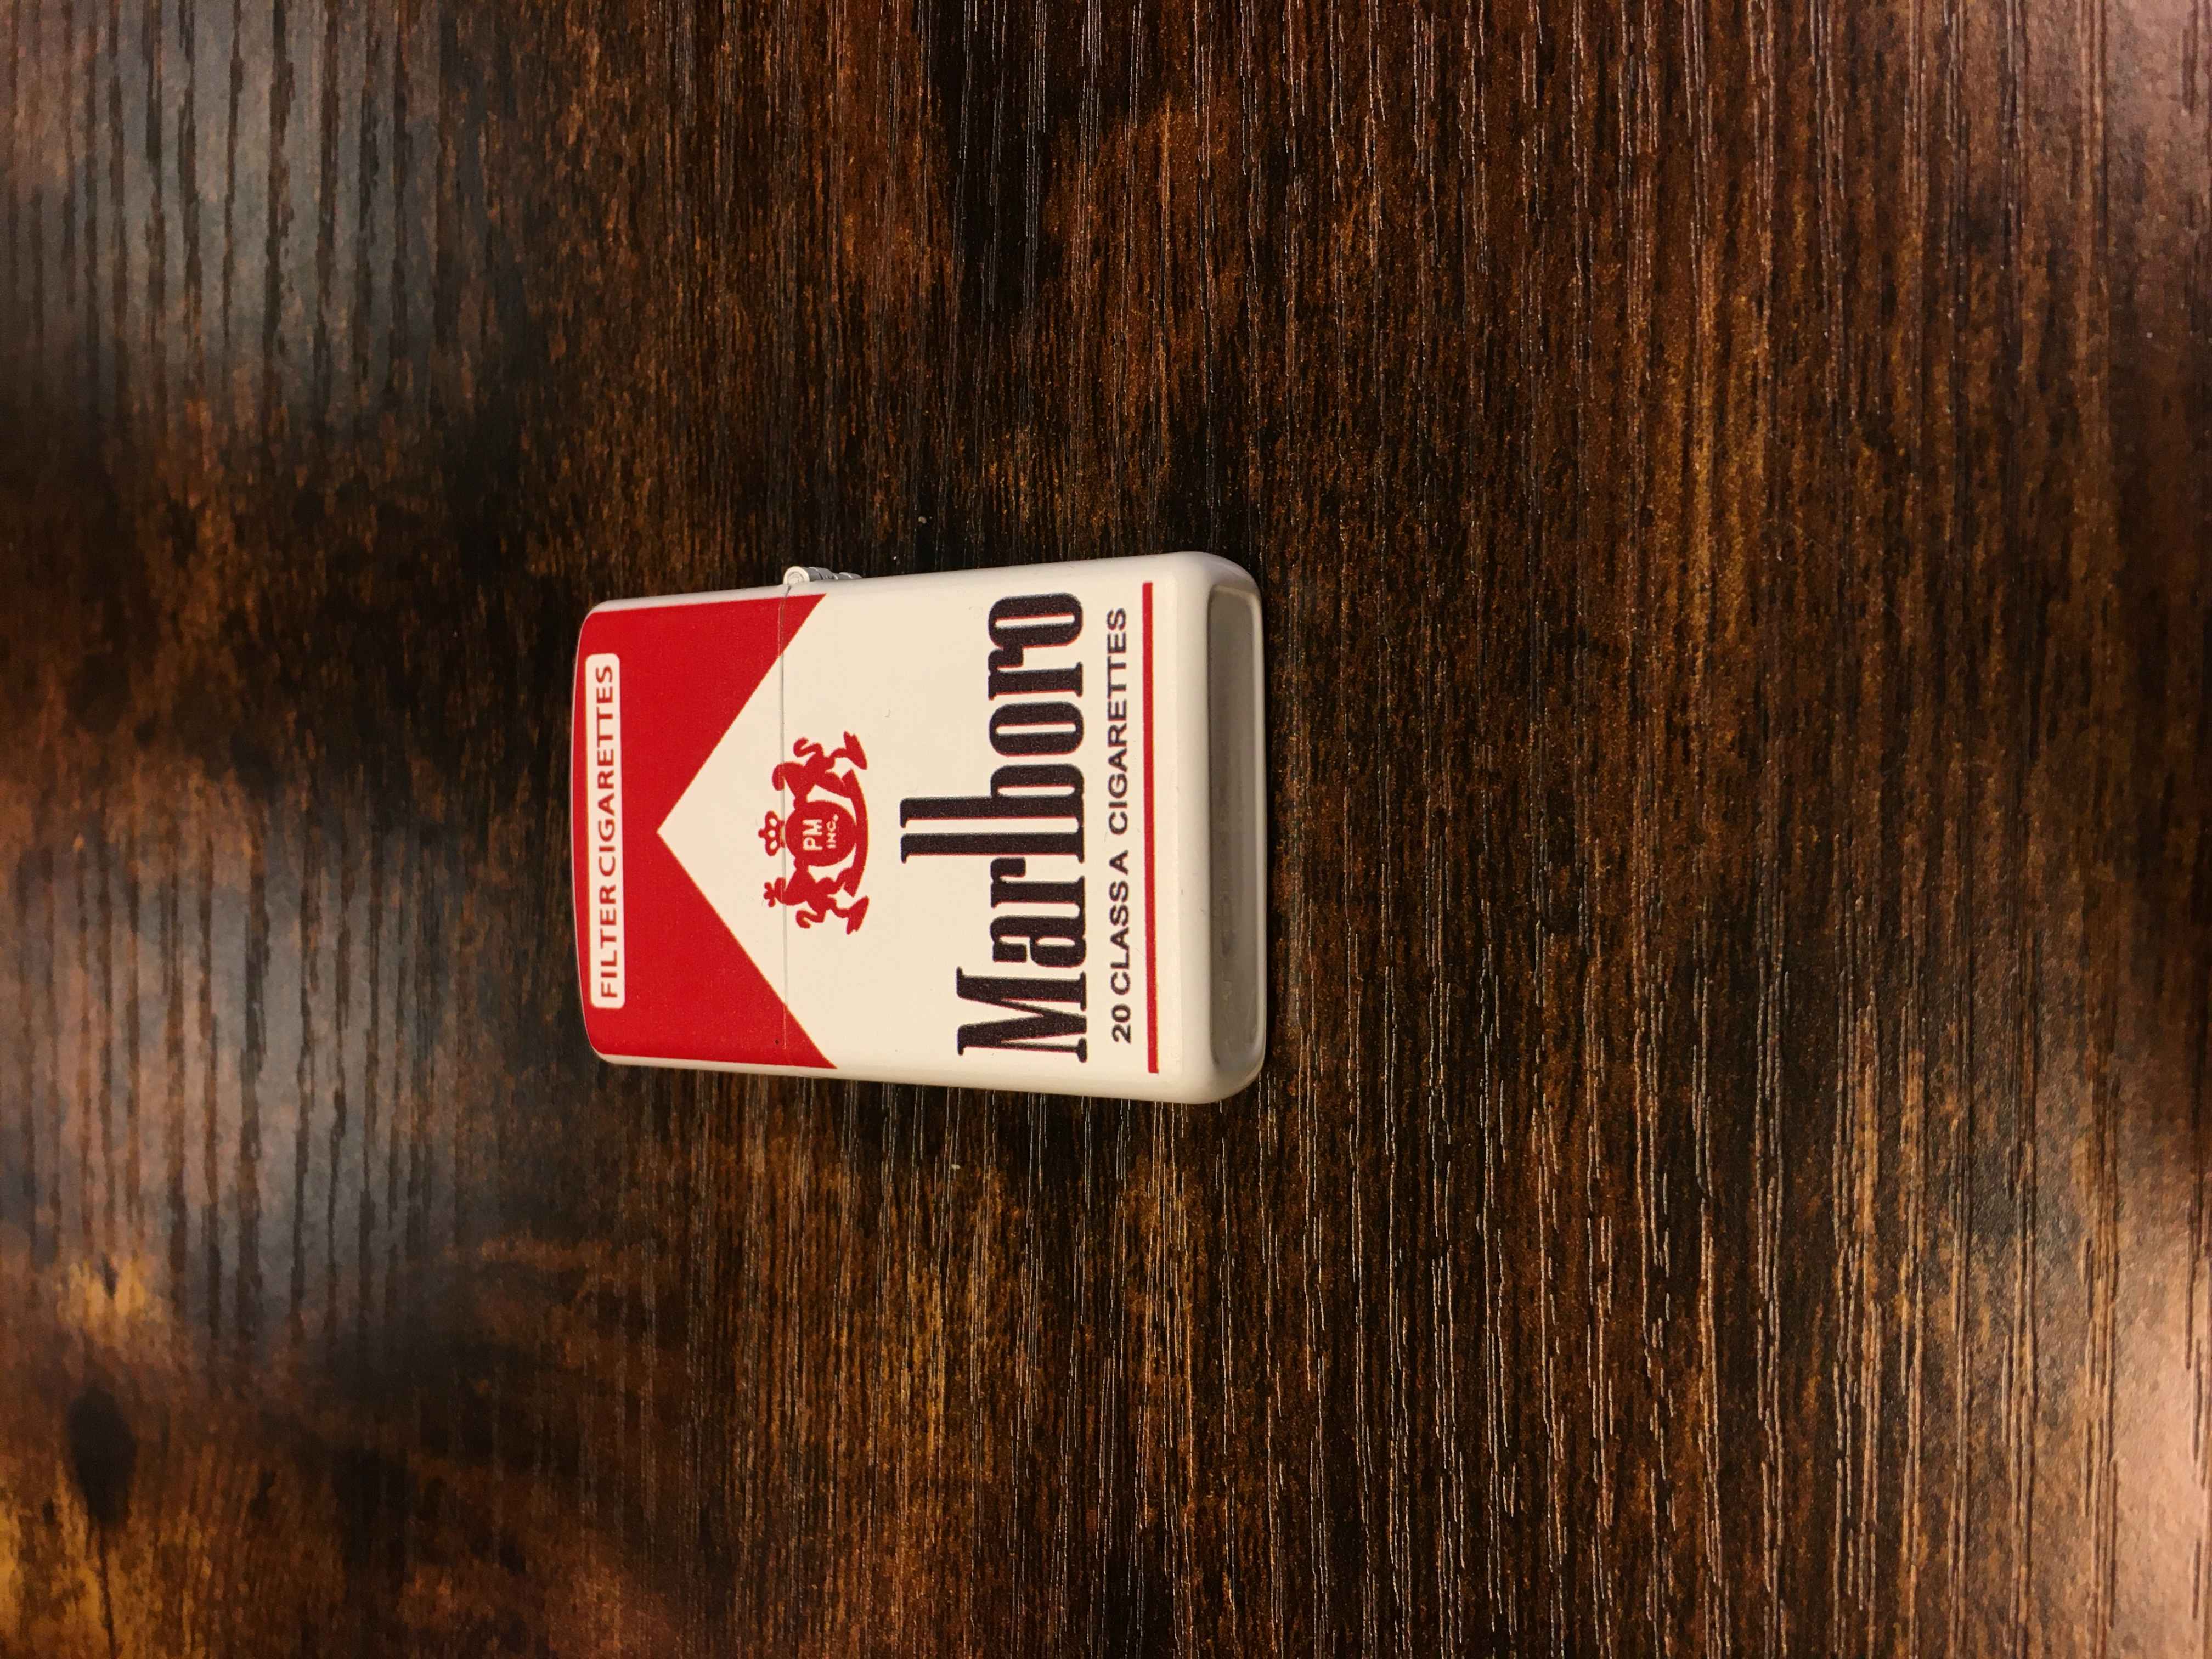 FILTER CIGARETTES
PM
INC.
Marlboro
20 CLASS A CIGARETTES